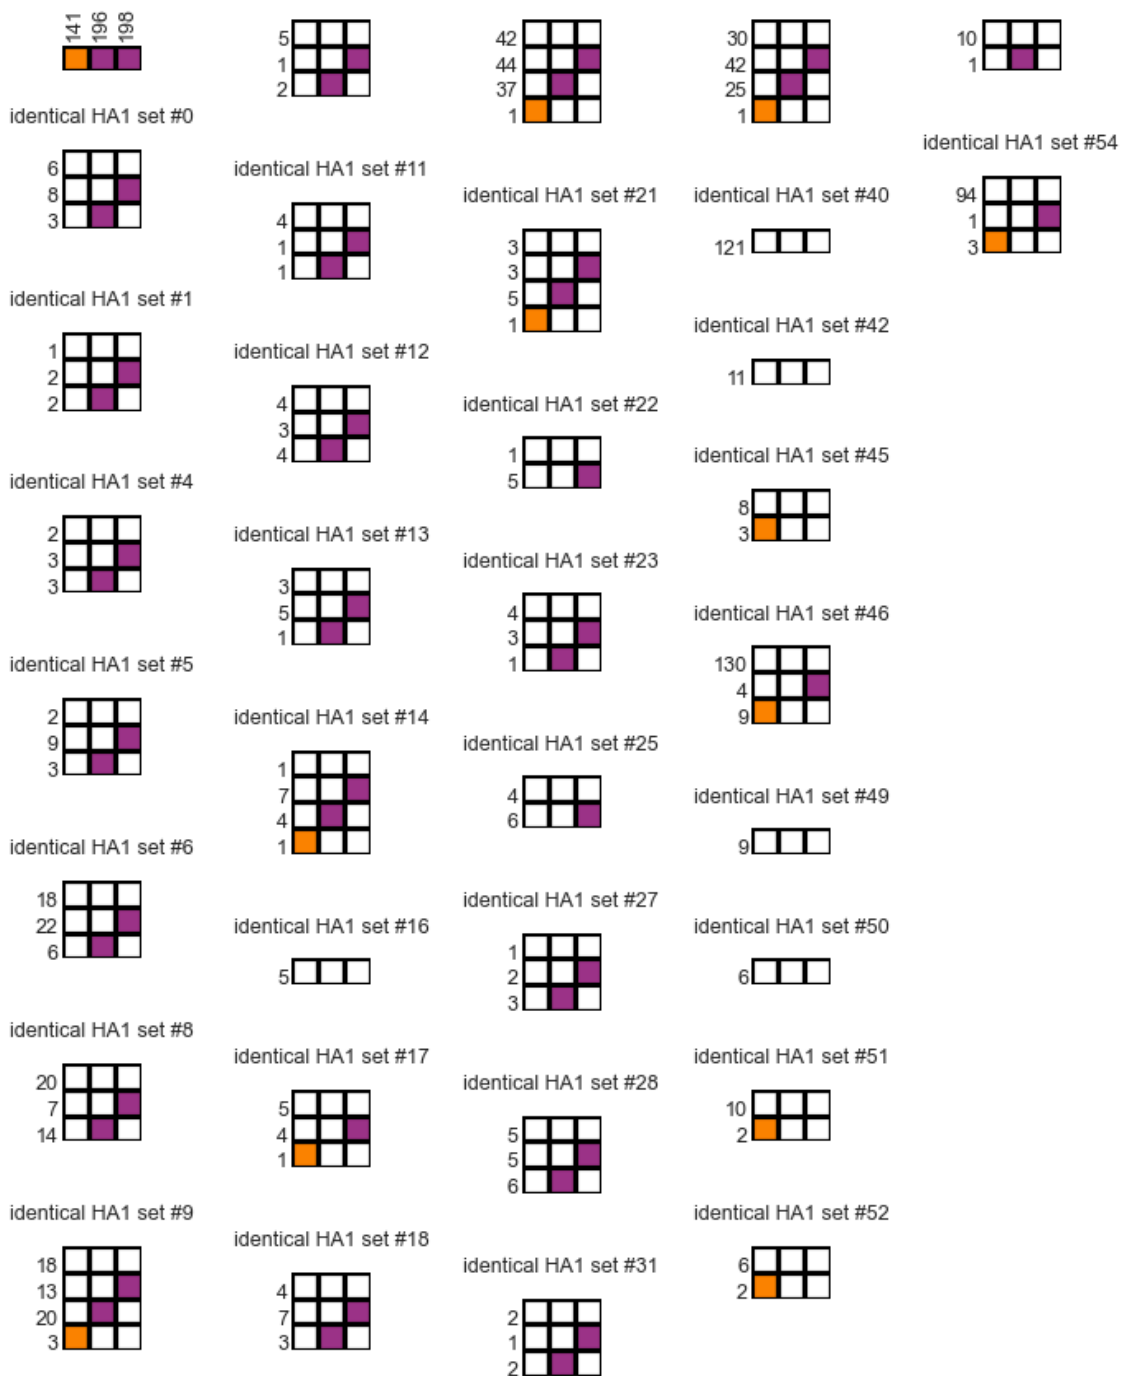 141 196 198
identical HA1 set #0
6
8
3
identical HA1 set #1
1
2
2
identical HA1 set #4
2
3
3
identical HA1 set #5
2
9
3
identical HA1 set #6
18
22
6
identical HA1 set #8
20
7
14
identical HA1 set #9
18
13
20
3
5
1
2
identical HA1 set #11
4
1
1
identical HA1 set #12
4
3
4
identical HA1 set #13
3
5
1
identical HA1 set #14
1
7
4
1
identical HA1 set #16
5
identical HA1 set #17
5
4
1
identical HA1 set #18
4
7
3
42
44
37
1
identical HA1 set #21
3
3
5
1
identical HA1 set #22
1
5
identical HA1 set #23
4
3
1
identical HA1 set #25
4
6
identical HA1 set #27
1
2
3
identical HA1 set #28
5
5
6
identical HA1 set #31
2
1
2
30
42
25
1
identical HA1 set #40
121
identical HA1 set #42
11
identical HA1 set #45
8
3
identical HA1 set #46
130
4
9
identical HA1 set #49
9
identical HA1 set #50
6
identical HA1 set #51
10
2
identical HA1 set #52
6
2
10
1
identical HA1 set #54
94
1
3